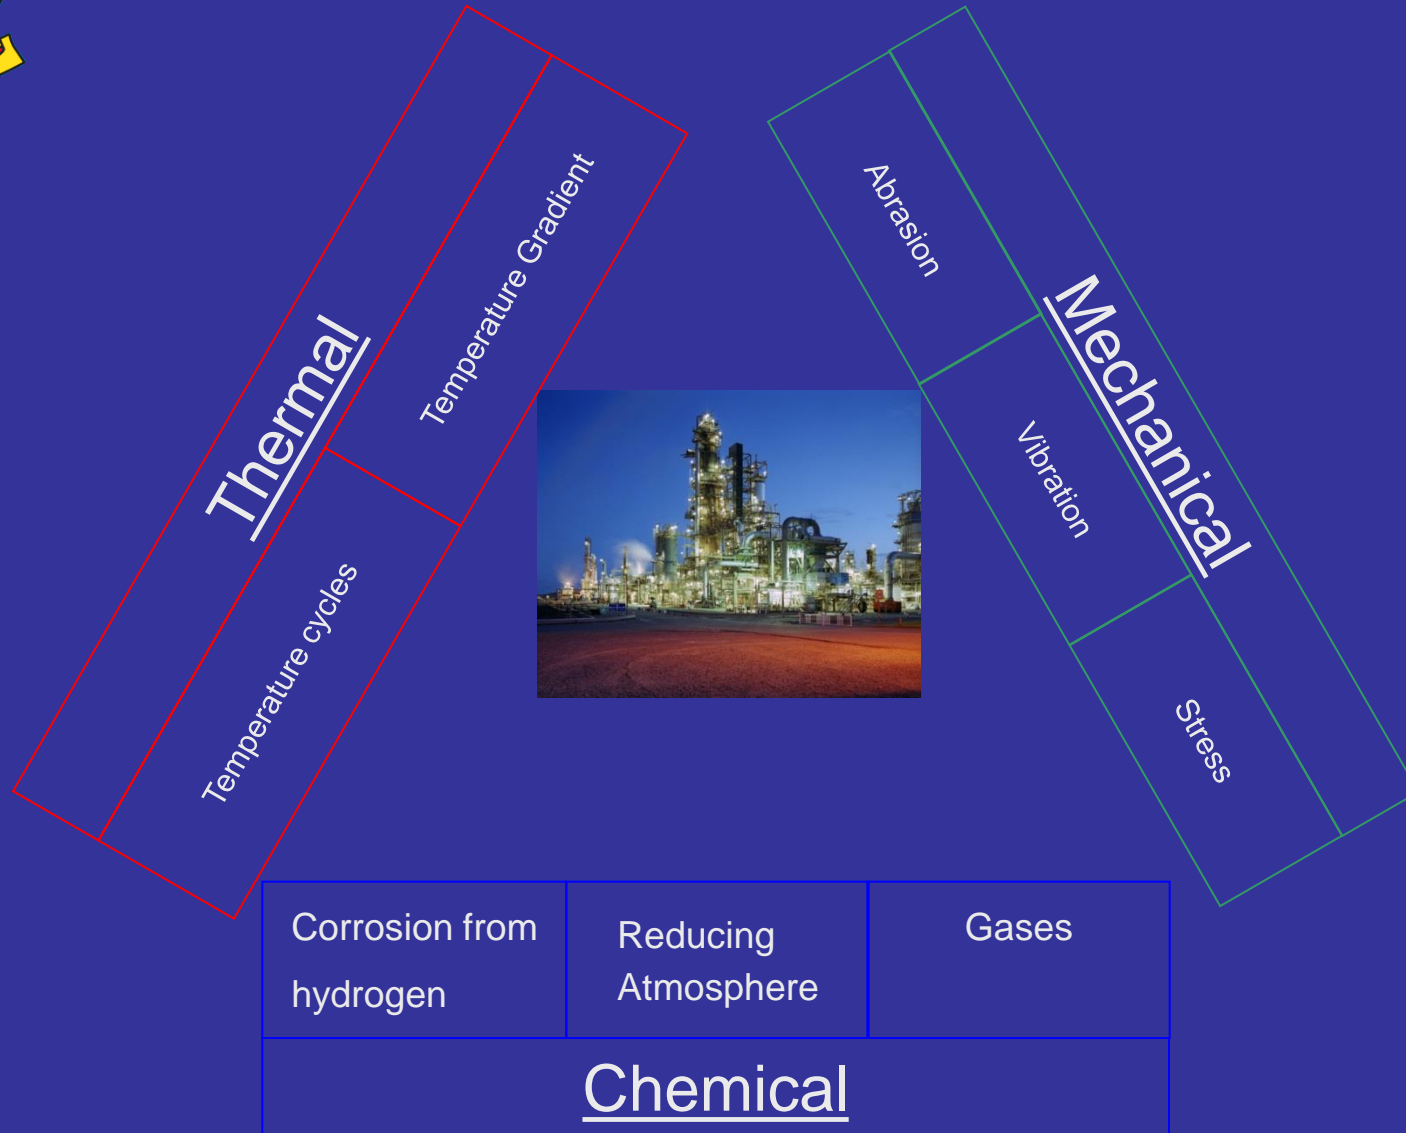 Thermal
Temperature Gradient
Temperature cycles
Mechanical
Abrasion
Vibration
Stress
Corrosion from
hydrogen
Reducing
Atmosphere
Gases
Chemical